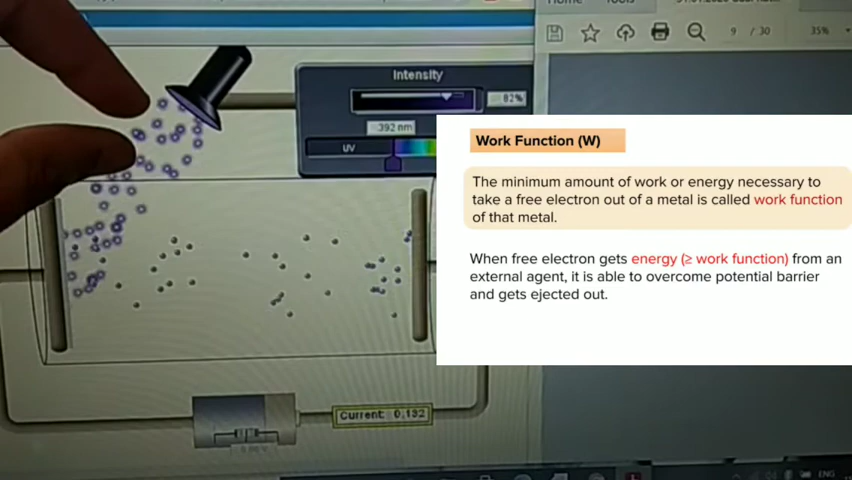 Home Tools
9 / 30
35%
Intensity
82%
392 nm
UV
Work Function (W)
The minimum amount of work or energy necessary to
take a free electron out of a metal is called work function
of that metal.
When free electron gets energy (≥ work function) from an
external agent, it is able to overcome potential barrier
and gets ejected out.
Current: 0.132
ENG